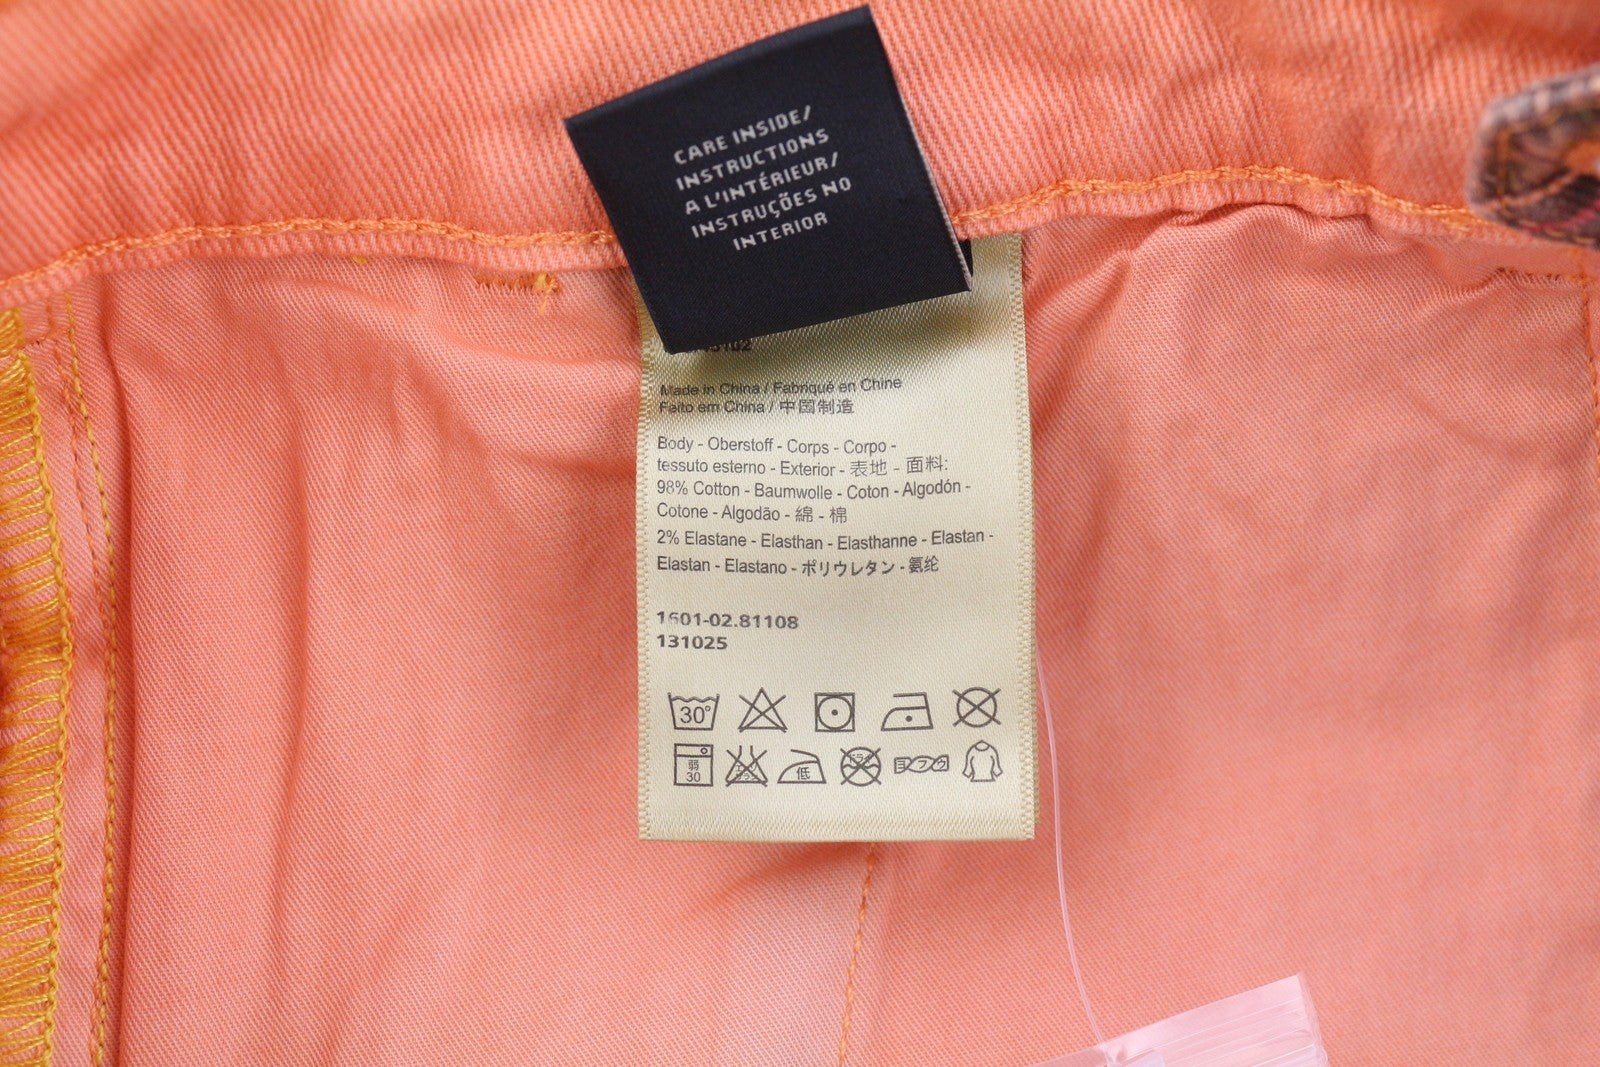 CARE INSIDE/
INSTRUCTIONS
A L'INTÉRIEUR/
INSTRUÇÕES NO
INTERIOR
Made in China / Fabriqué en Chine
Faito em China / 中国制造
Body - Oberstoff - Corps - Corpo -
tessuto esterno - Exterior - 表地 - 面料:
98% Cotton - Baumwolle - Coton - Algodón -
Cotone - Algodão - 綿 - 棉
2% Elastane - Elasthan - Elasthanne - Elastan -
Elastan - Elastano - ポリウレタン - 氨纶
1601-02.81108
131025
30°
弱
30
低